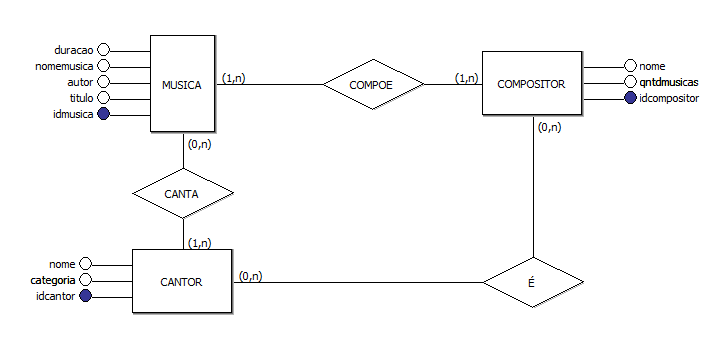 duracao
nomemusica
autor
titulo
idmusica
MUSICA
(1,n)
COMPOE
(1,n)
COMPOSITOR
nome
qntdmusicas
idcompositor
(0,n)
(0,n)
CANTA
(1,n)
nome
categoria
idcantor
CANTOR
(0,n)
É